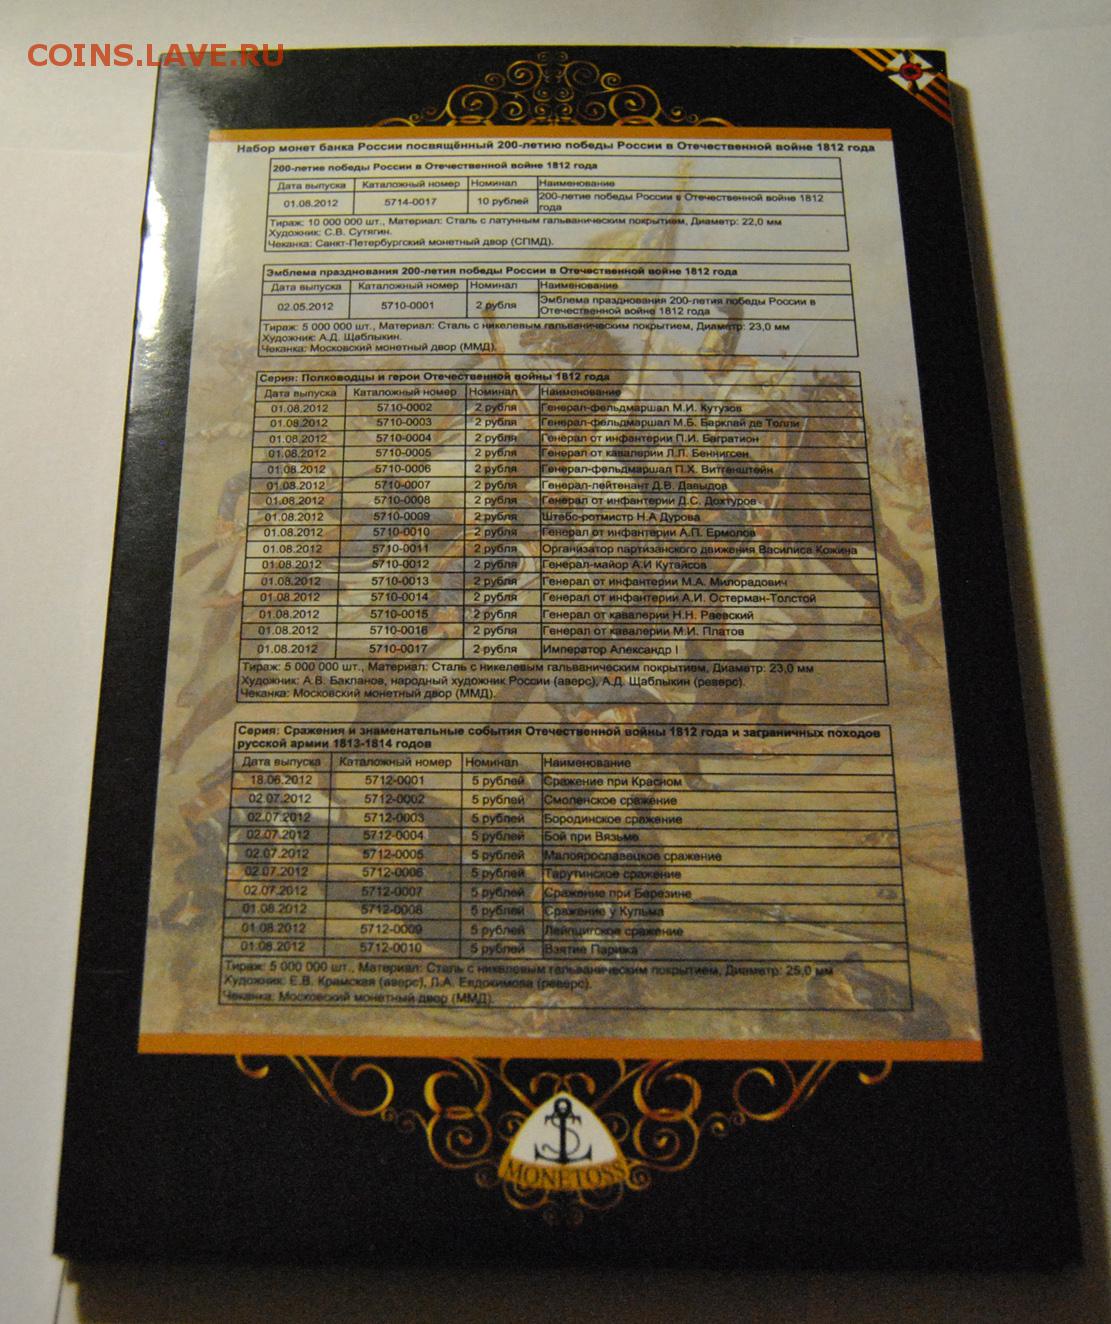 COINS.LAVE.RU
Набор монет банка России посвящённый 200-летию победы России в Отечественной войне 1812 года
200-летие победы России в Отечественной войне 1812 года
Дата выпуска Каталожный номер Номинал Наименование
01.08.2012 5714-0017 10 рублей 200-летие победы России в Отечественной войне 1812
года
Тираж: 10 000 000 шт., Материал: Сталь с латунным гальваническим покрытием, Диаметр: 22,0 мм
Художник: С.В. Сутягин.
Чеканка: Санкт-Петербургский монетный двор (СПМД).
Эмблема празднования 200-летия победы России в Отечественной войне 1812 года
Дата выпуска Каталожный номер Номинал Наименование
02.05.2012 5710-0001 2 рубля Эмблема празднования 200-летия победы России в
Отечественной войне 1812 года
Тираж: 5 000 000 шт., Материал: Сталь с никелевым гальваническим покрытием, Диаметр: 23,0 мм
Художник: А.Д. Щаблыкин.
Чеканка: Московский монетный двор (ММД).
Серия: Полководцы и герои Отечественной войны 1812 года
Дата выпуска Каталожный номер Номинал Наименование
01.08.2012 5710-0002 2 рубля Генерал-фельдмаршал М.И. Кутузов
01.08.2012 5710-0003 2 рубля Генерал-фельдмаршал М.Б. Барклай де Толли
01.08.2012 5710-0004 2 рубля Генерал от инфантерии П.И. Багратион
01.08.2012 5710-0005 2 рубля Генерал от кавалерии Л.Л. Беннигсен
01.08.2012 5710-0006 2 рубля Генерал-фельдмаршал П.Х. Витгенштейн
01.08.2012 5710-0007 2 рубля Генерал-лейтенант Д.В. Давыдов
01.08.2012 5710-0008 2 рубля Генерал от инфантерии Д.С. Дохтуров
01.08.2012 5710-0009 2 рубля Штабс-ротмистр Н.А Дурова
01.08.2012 5710-0010 2 рубля Генерал от инфантерии А.П. Ермолов
01.08.2012 5710-0011 2 рубля Организатор партизанского движения Василиса Кожина
01.08.2012 5710-0012 2 рубля Генерал-майор А.И Кутайсов
01.08.2012 5710-0013 2 рубля Генерал от инфантерии М.А. Милорадович
01.08.2012 5710-0014 2 рубля Генерал от инфантерии А.И. Остерман-Толстой
01.08.2012 5710-0015 2 рубля Генерал от кавалерии Н.Н. Раевский
01.08.2012 5710-0016 2 рубля Генерал от кавалерии М.И. Платов
01.08.2012 5710-0017 2 рубля Император Александр I
Тираж: 5 000 000 шт., Материал: Сталь с никелевым гальваническим покрытием, Диаметр: 23,0 мм
Художник: А.В. Бакланов, народный художник России (аверс), А.Д. Щаблыкин (реверс).
Чеканка: Московский монетный двор (ММД).
Серия: Сражения и знаменательные события Отечественной войны 1812 года и заграничных походов
русской армии 1813-1814 годов
Дата выпуска Каталожный номер Номинал Наименование
18.06.2012 5712-0001 5 рублей Сражение при Красном
02.07.2012 5712-0002 5 рублей Смоленское сражение
02.07.2012 5712-0003 5 рублей Бородинское сражение
02.07.2012 5712-0004 5 рублей Бой при Вязьме
02.07.2012 5712-0005 5 рублей Малоярославецкое сражение
02.07.2012 5712-0006 5 рублей Тарутинское сражение
02.07.2012 5712-0007 5 рублей Сражение при Березине
01.08.2012 5712-0008 5 рублей Сражение у Кульма
01.08.2012 5712-0009 5 рублей Лейпцигское сражение
01.08.2012 5712-0010 5 рублей Взятие Парижа
Тираж: 5 000 000 шт., Материал: Сталь с никелевым гальваническим покрытием, Диаметр: 25,0 мм
Художник: Е.В. Крамская (аверс), Л.А. Евдокимова (реверс).
Чеканка: Московский монетный двор (ММД).
MONETOSS